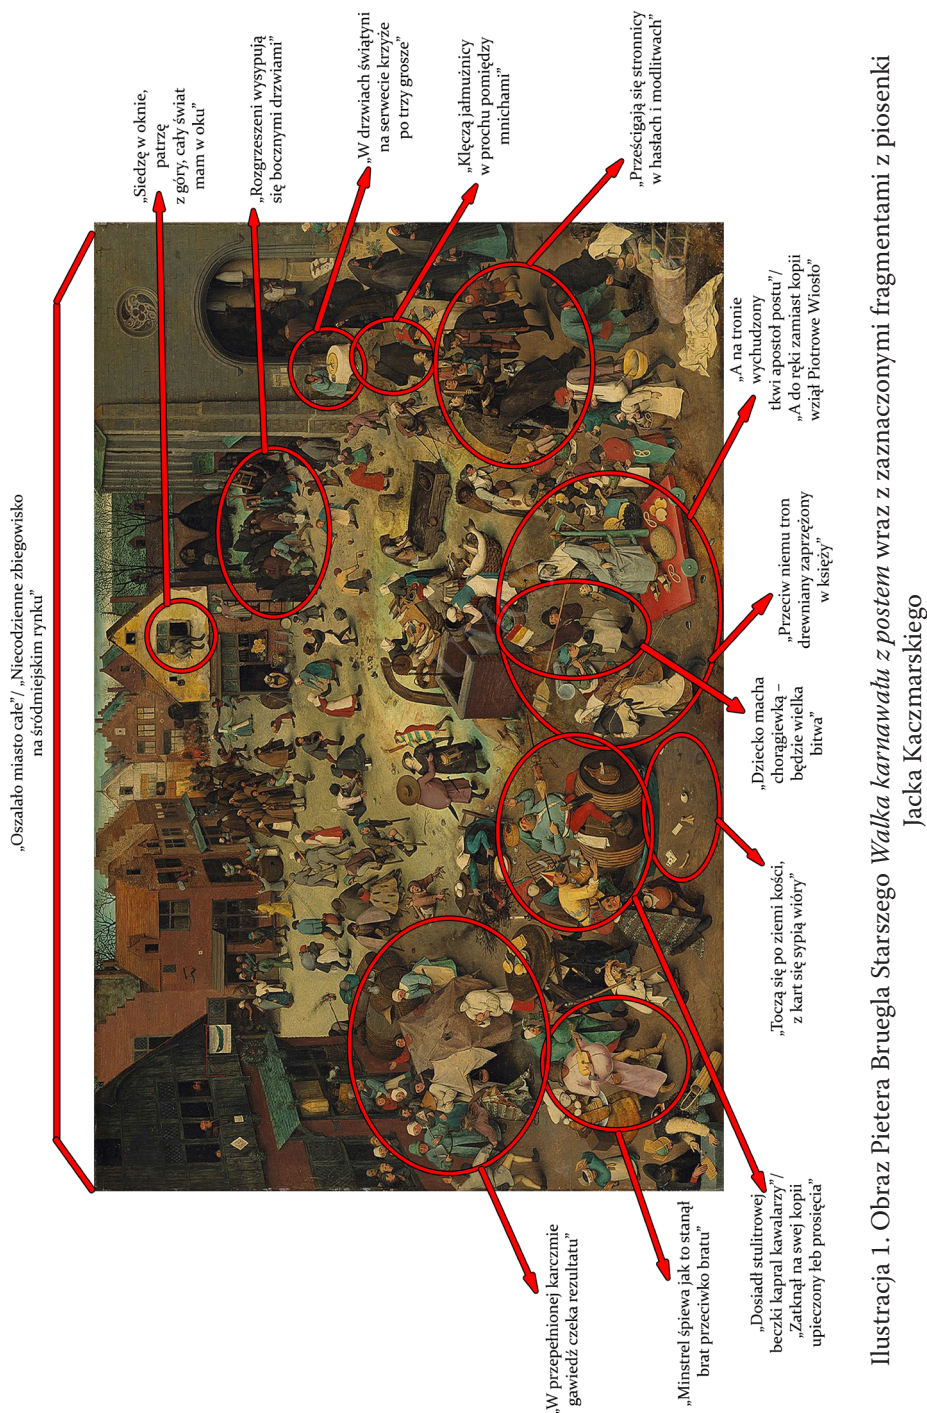 „Oszalało miasto całe”/ „Niecodzienne zbiegowisko
na śródmiejskim rynku”
„Siedzę w oknie,
patrzę
z góry, cały świat
mam w oku”
„Rozgrzeszeni wysypują
się bocznymi drzwiami”
„W drzwiach świątyni
na serwecie krzyże
po trzy grosze”
„Klęczą jałmużnicy
w prochu pomiędzy
mnichami”
„Prześcigają się stronnicy
w hasłach i modlitwach”
„W przepełnionej karczmie
gawiedź czeka rezultatu”
„Minstrel śpiewa jak to stanął
brat przeciwko bratu”
„Dosiadł stulitrowej
beczki kapral kawalarzy”/
„Zatknął na swej kopii
upieczony łeb prosięcia”
„Toczą się po ziemi kości,
z kart się sypią wióry”
„Dziecko macha
chorągiewką –
będzie wielka
bitwa”
„Przeciw niemu tron
drewniany zaprzężony
w księży”
„A na tronie
wychudzony
tkwi apostoł postu”/
„A do ręki zamiast kopii
wziął Piotrowe Wiosło”
Ilustracja 1. Obraz Pietera Bruegla Starszego Walka karnawału z postem wraz z zaznaczonymi fragmentami z piosenki
Jacka Kaczmarskiego